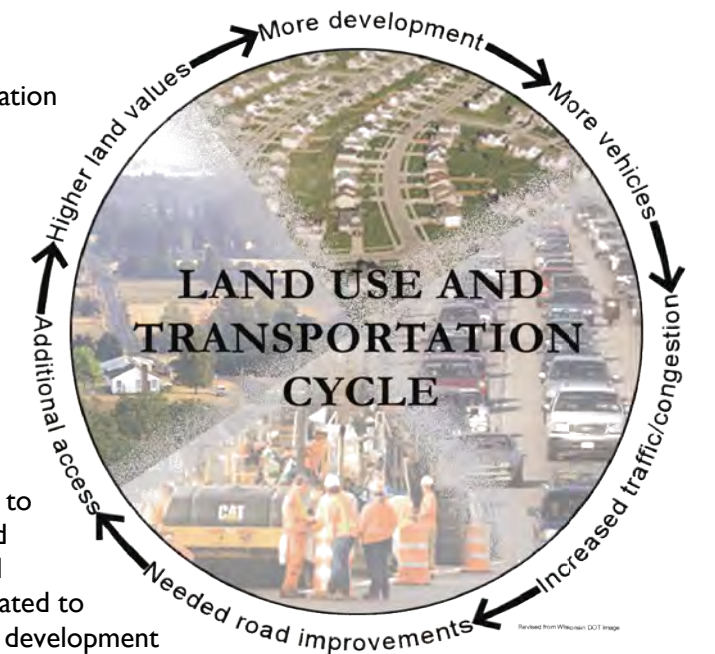 ation
to
d
l
ated to
development
More development
More vehicles
Increased traffic/congestion
Needed road improvements
Additional access
Higher land values
LAND USE AND
TRANSPORTATION
CYCLE
CAT
Revised from Wisconsin DOT Image